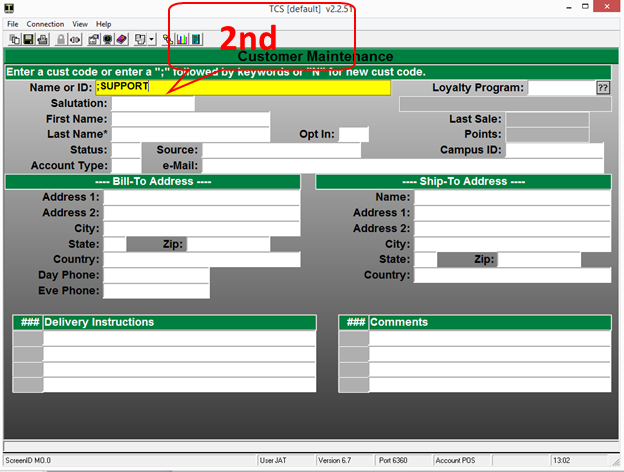 TCS [default] v2.2.51
File Connection View Help
2nd
Customer Maintenance
Enter a cust code or enter a ";" followed by keywords or "N" for new cust code.
Name or ID: ;SUPPORT Loyalty Program: ??
Salutation:
First Name: Last Sale:
Last Name* Opt In: Points:
Status: Source: Campus ID:
Account Type: e-Mail:
---- Bill-To Address ---- ---- Ship-To Address ----
Address 1: Name:
Address 2: Address 1:
City: Address 2:
State: Zip: City:
Country: State: Zip:
Day Phone: Country:
Eve Phone:
### Delivery Instructions ### Comments
ScreenID M0.0 User JAT Version 6.7 Port 6360 Account POS 13:02